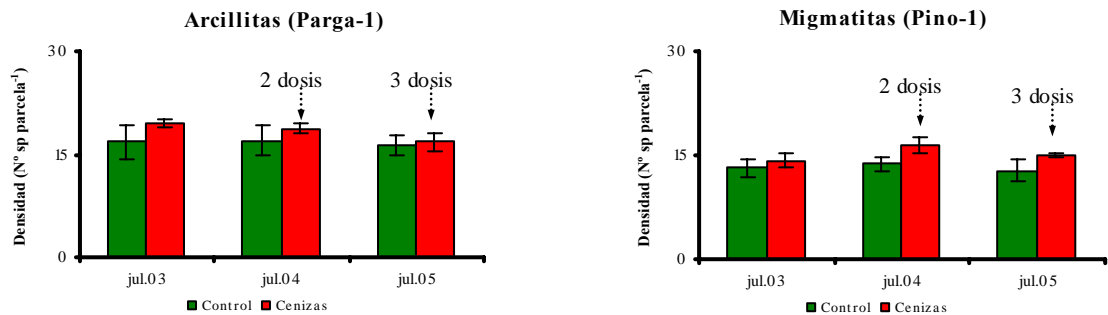 Arcillitas (Parga-1)
Densidad (Nº sp parcela⁻¹)
30
15
0
2 dosis
3 dosis
jul.03
jul.04
jul.05
Control
Cenizas
Migmatitas (Pino-1)
Densidad (Nº sp parcela⁻¹)
30
15
0
2 dosis
3 dosis
jul.03
jul.04
jul.05
Control
Cenizas